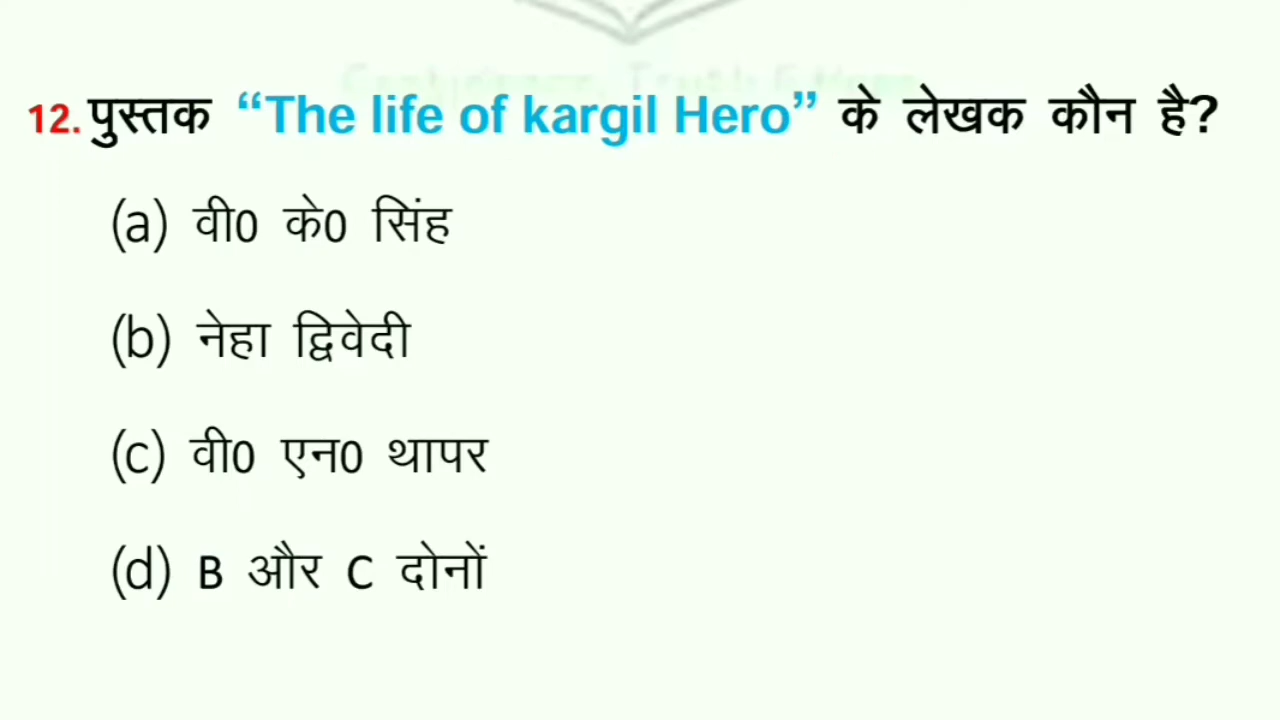 12. पुस्तक “The life of kargil Hero” के लेखक कौन है?
(a) वी0 के0 सिंह
(b) नेहा द्विवेदी
(c) वी0 एन0 थापर
(d) B और C दोनों